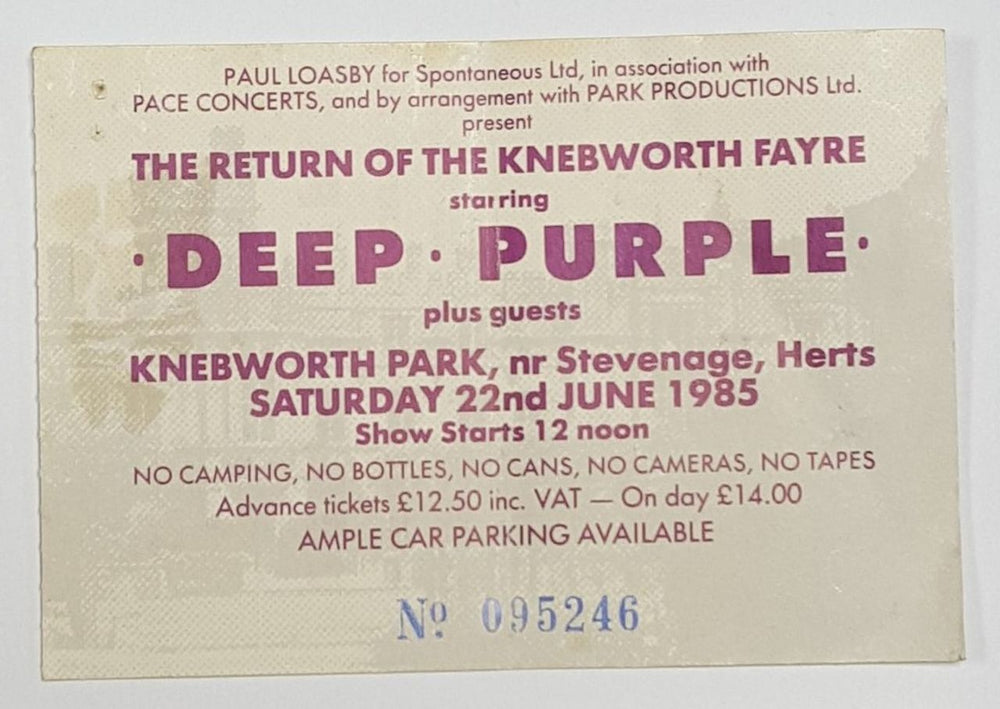 PAUL LOASBY for Spontaneous Ltd, in association with
PACE CONCERTS, and by arrangement with PARK PRODUCTIONS Ltd.
present
THE RETURN OF THE KNEBWORTH FAYRE
starring
·DEEP·PURPLE·
plus guests
KNEBWORTH PARK, nr Stevenage, Herts
SATURDAY 22nd JUNE 1985
Show Starts 12 noon
NO CAMPING, NO BOTTLES, NO CANS, NO CAMERAS, NO TAPES
Advance tickets £12.50 inc. VAT — On day £14.00
AMPLE CAR PARKING AVAILABLE
Nº 095246